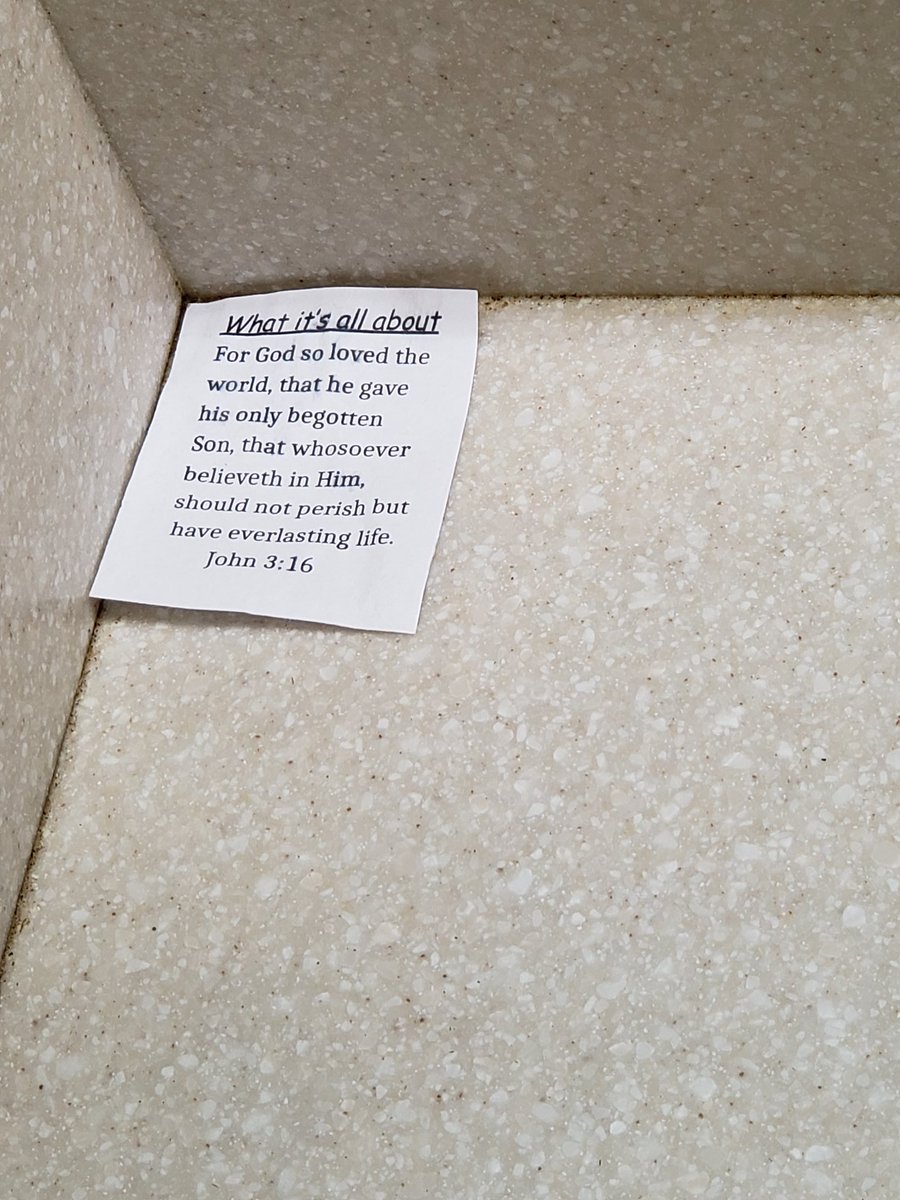 What it's all about
For God so loved the
world, that he gave
his only begotten
Son, that whosoever
believeth in Him,
should not perish but
have everlasting life.
John 3:16